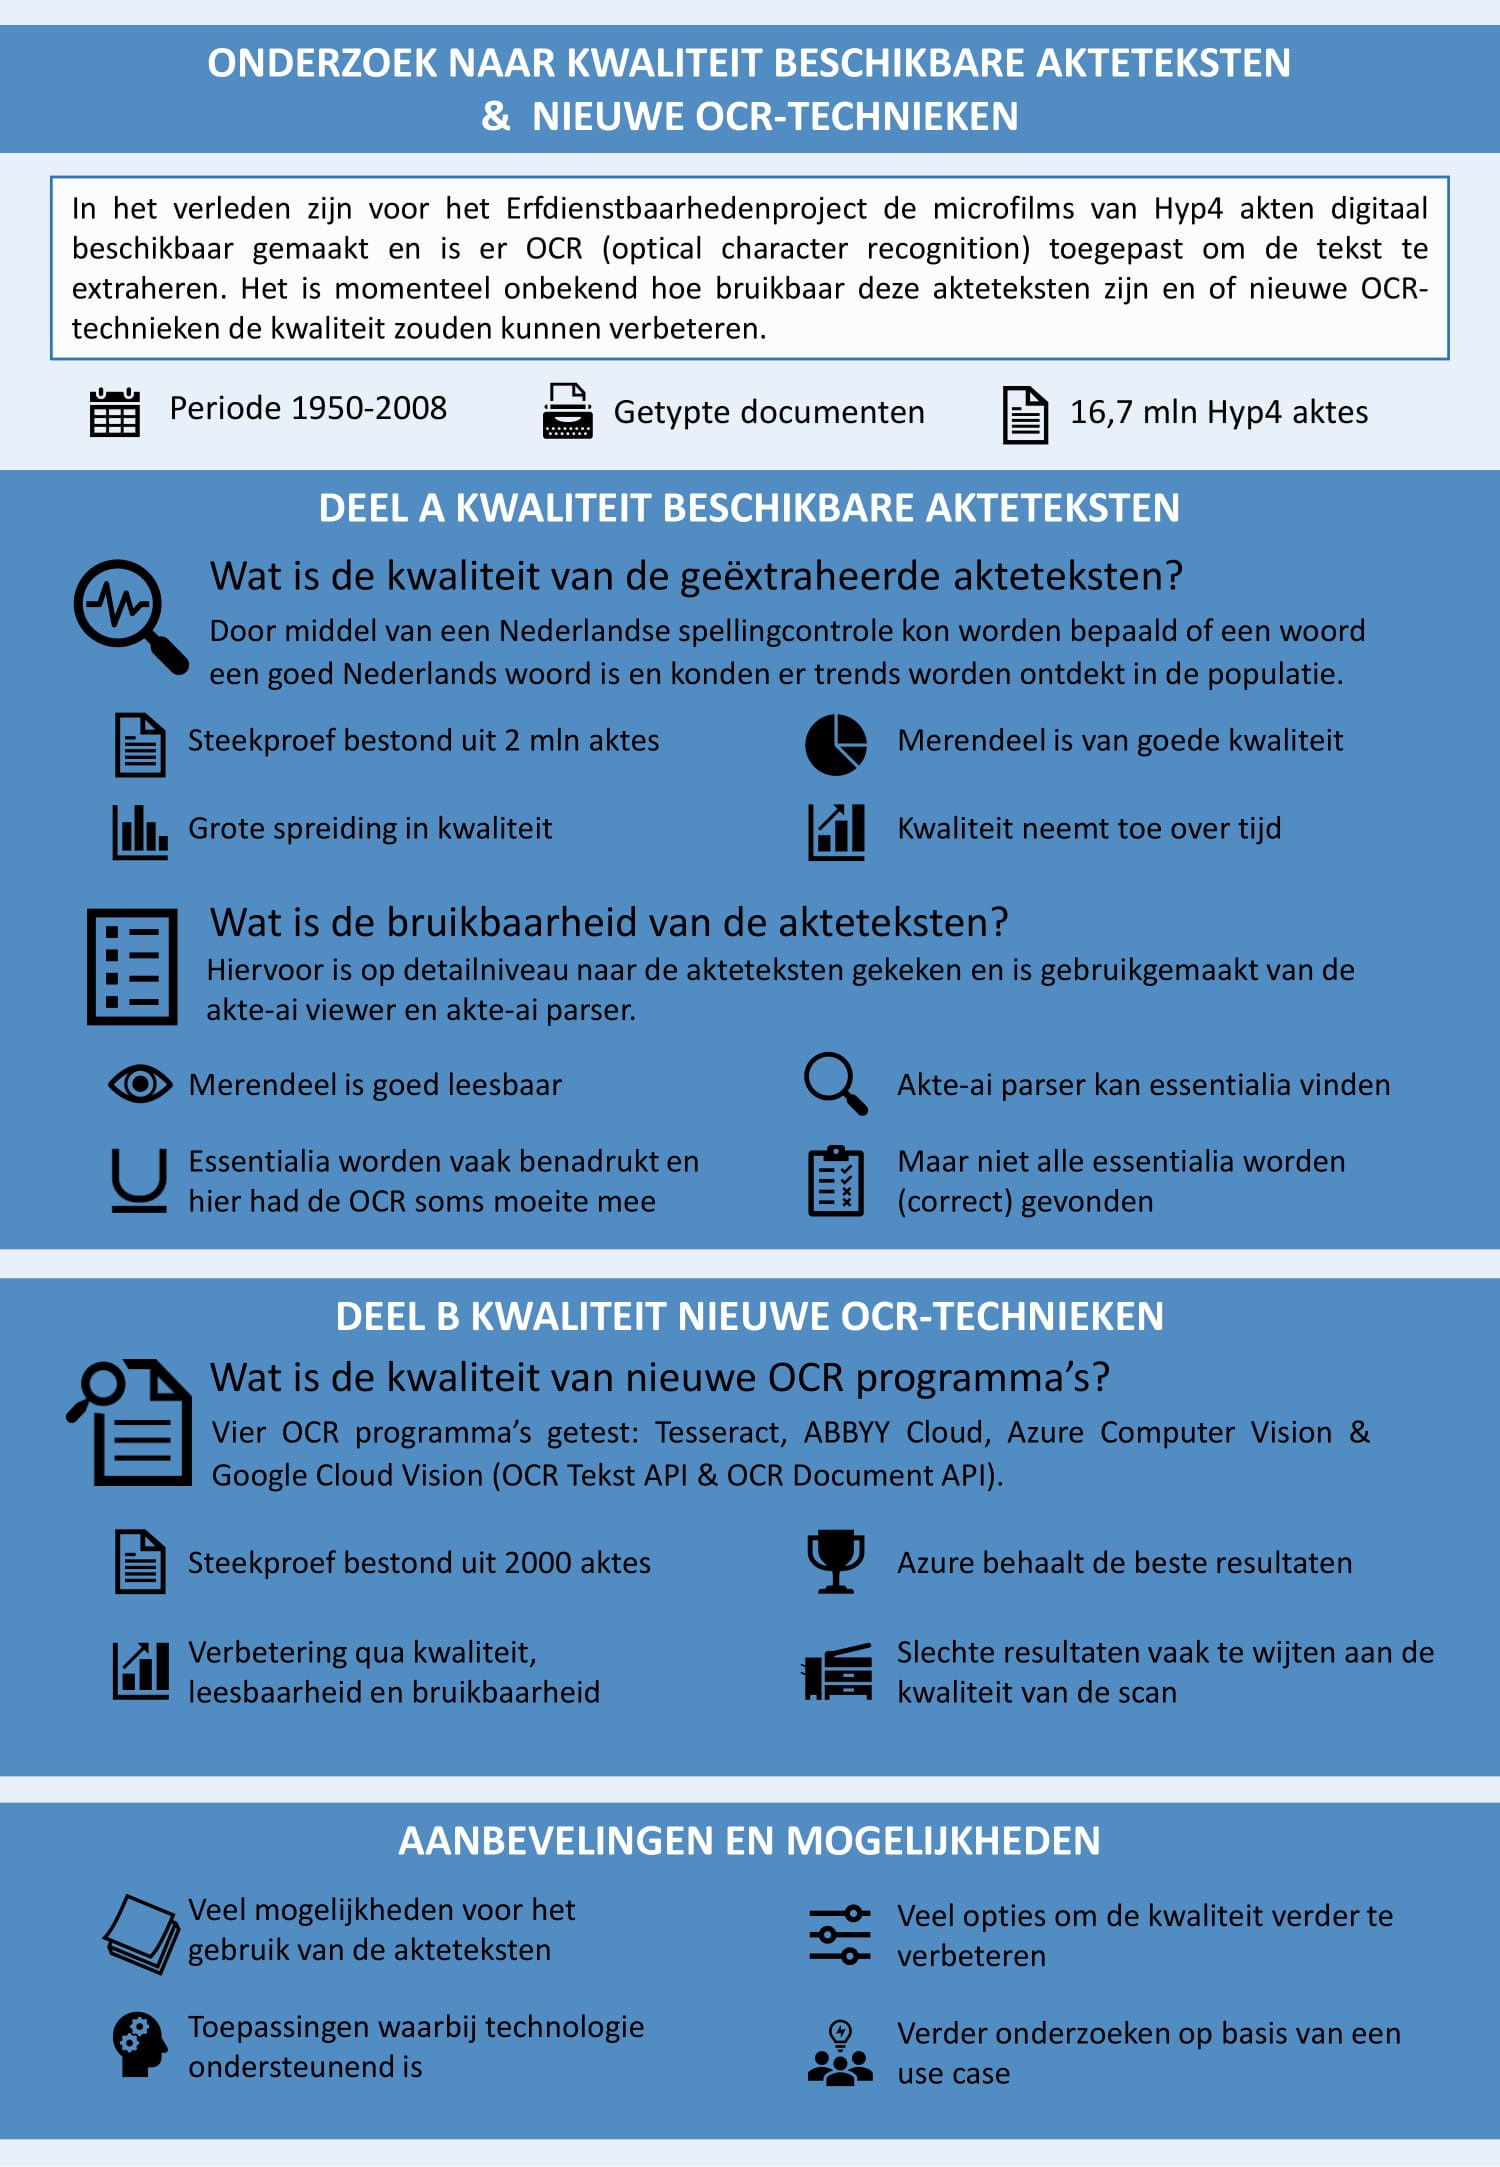 ONDERZOEK NAAR KWALITEIT BESCHIKBARE AKTETEKSTEN
& NIEUWE OCR-TECHNIEKEN
In het verleden zijn voor het Erfdienstbaarhedenproject de microfilms van Hyp4 akten digitaal
beschikbaar gemaakt en is er OCR (optical character recognition) toegepast om de tekst te
extraheren. Het is momenteel onbekend hoe bruikbaar deze akteteksten zijn en of nieuwe OCR-
technieken de kwaliteit zouden kunnen verbeteren.
Periode 1950-2008
Getypte documenten
16,7 mln Hyp4 aktes
DEEL A KWALITEIT BESCHIKBARE AKTETEKSTEN
Wat is de kwaliteit van de geëxtraheerde akteteksten?
Door middel van een Nederlandse spellingcontrole kon worden bepaald of een woord
een goed Nederlands woord is en konden er trends worden ontdekt in de populatie.
Steekproef bestond uit 2 mln aktes
Merendeel is van goede kwaliteit
Grote spreiding in kwaliteit
Kwaliteit neemt toe over tijd
Wat is de bruikbaarheid van de akteteksten?
Hiervoor is op detailniveau naar de akteteksten gekeken en is gebruikgemaakt van de
akte-ai viewer en akte-ai parser.
Merendeel is goed leesbaar
Akte-ai parser kan essentialia vinden
Essentialia worden vaak benadrukt en
hier had de OCR soms moeite mee
Maar niet alle essentialia worden
(correct) gevonden
DEEL B KWALITEIT NIEUWE OCR-TECHNIEKEN
Wat is de kwaliteit van nieuwe OCR programma’s?
Vier OCR programma’s getest: Tesseract, ABBYY Cloud, Azure Computer Vision &
Google Cloud Vision (OCR Tekst API & OCR Document API).
Steekproef bestond uit 2000 aktes
Azure behaalt de beste resultaten
Verbetering qua kwaliteit,
leesbaarheid en bruikbaarheid
Slechte resultaten vaak te wijten aan de
kwaliteit van de scan
AANBEVELINGEN EN MOGELIJKHEDEN
Veel mogelijkheden voor het
gebruik van de akteteksten
Veel opties om de kwaliteit verder te
verbeteren
Toepassingen waarbij technologie
ondersteunend is
Verder onderzoeken op basis van een
use case